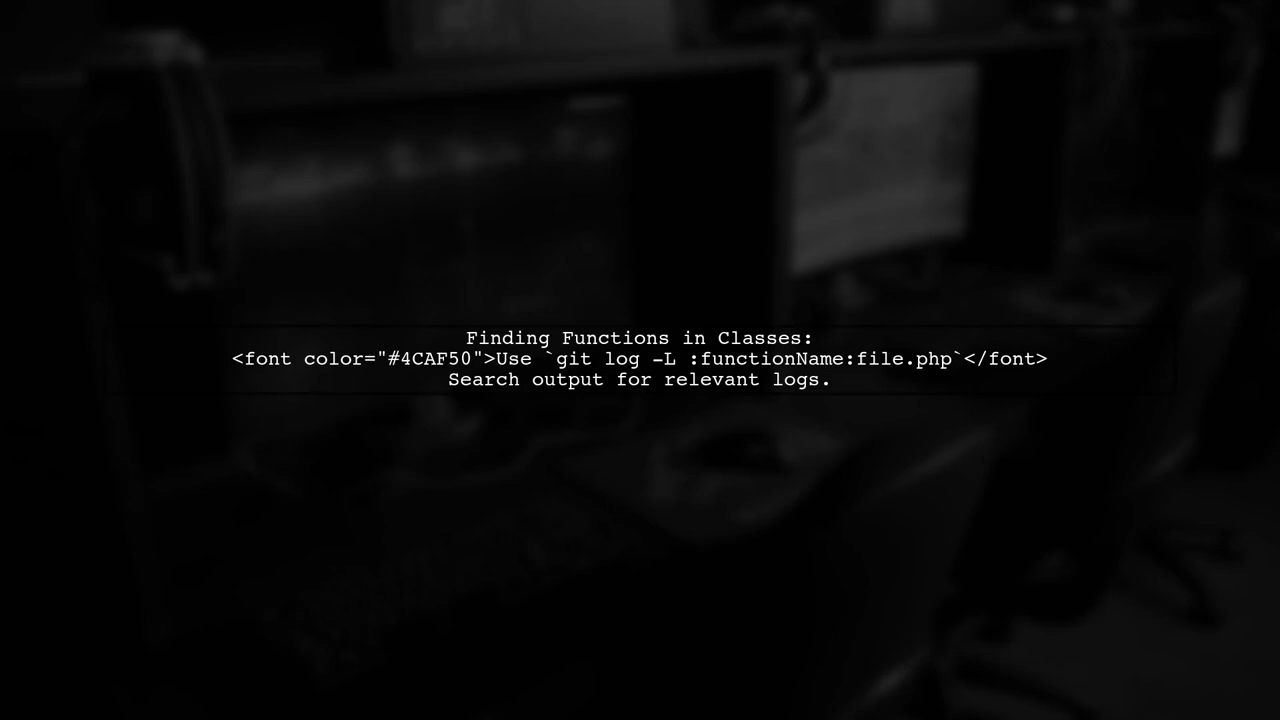 Finding Functions in Classes:
<font color="#4CAF50">Use `git log -L :functionName:file.php`</font>
Search output for relevant logs.